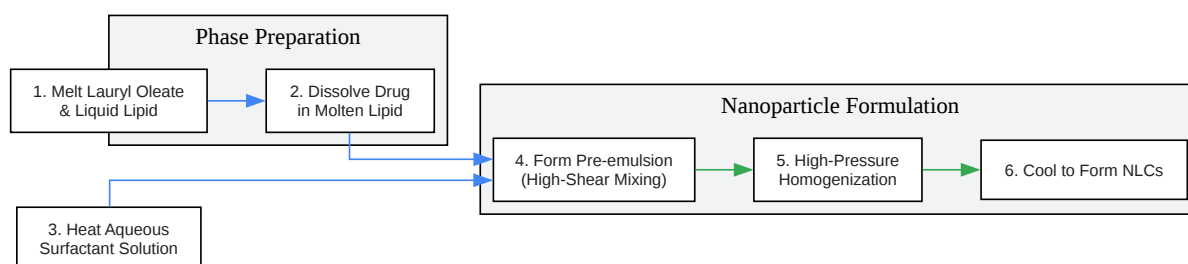 Phase Preparation
1. Melt Lauryl Oleate
& Liquid Lipid
2. Dissolve Drug
in Molten Lipid
Nanoparticle Formulation
4. Form Pre-emulsion
(High-Shear Mixing)
5. High-Pressure
Homogenization
6. Cool to Form NLCs
3. Heat Aqueous
Surfactant Solution